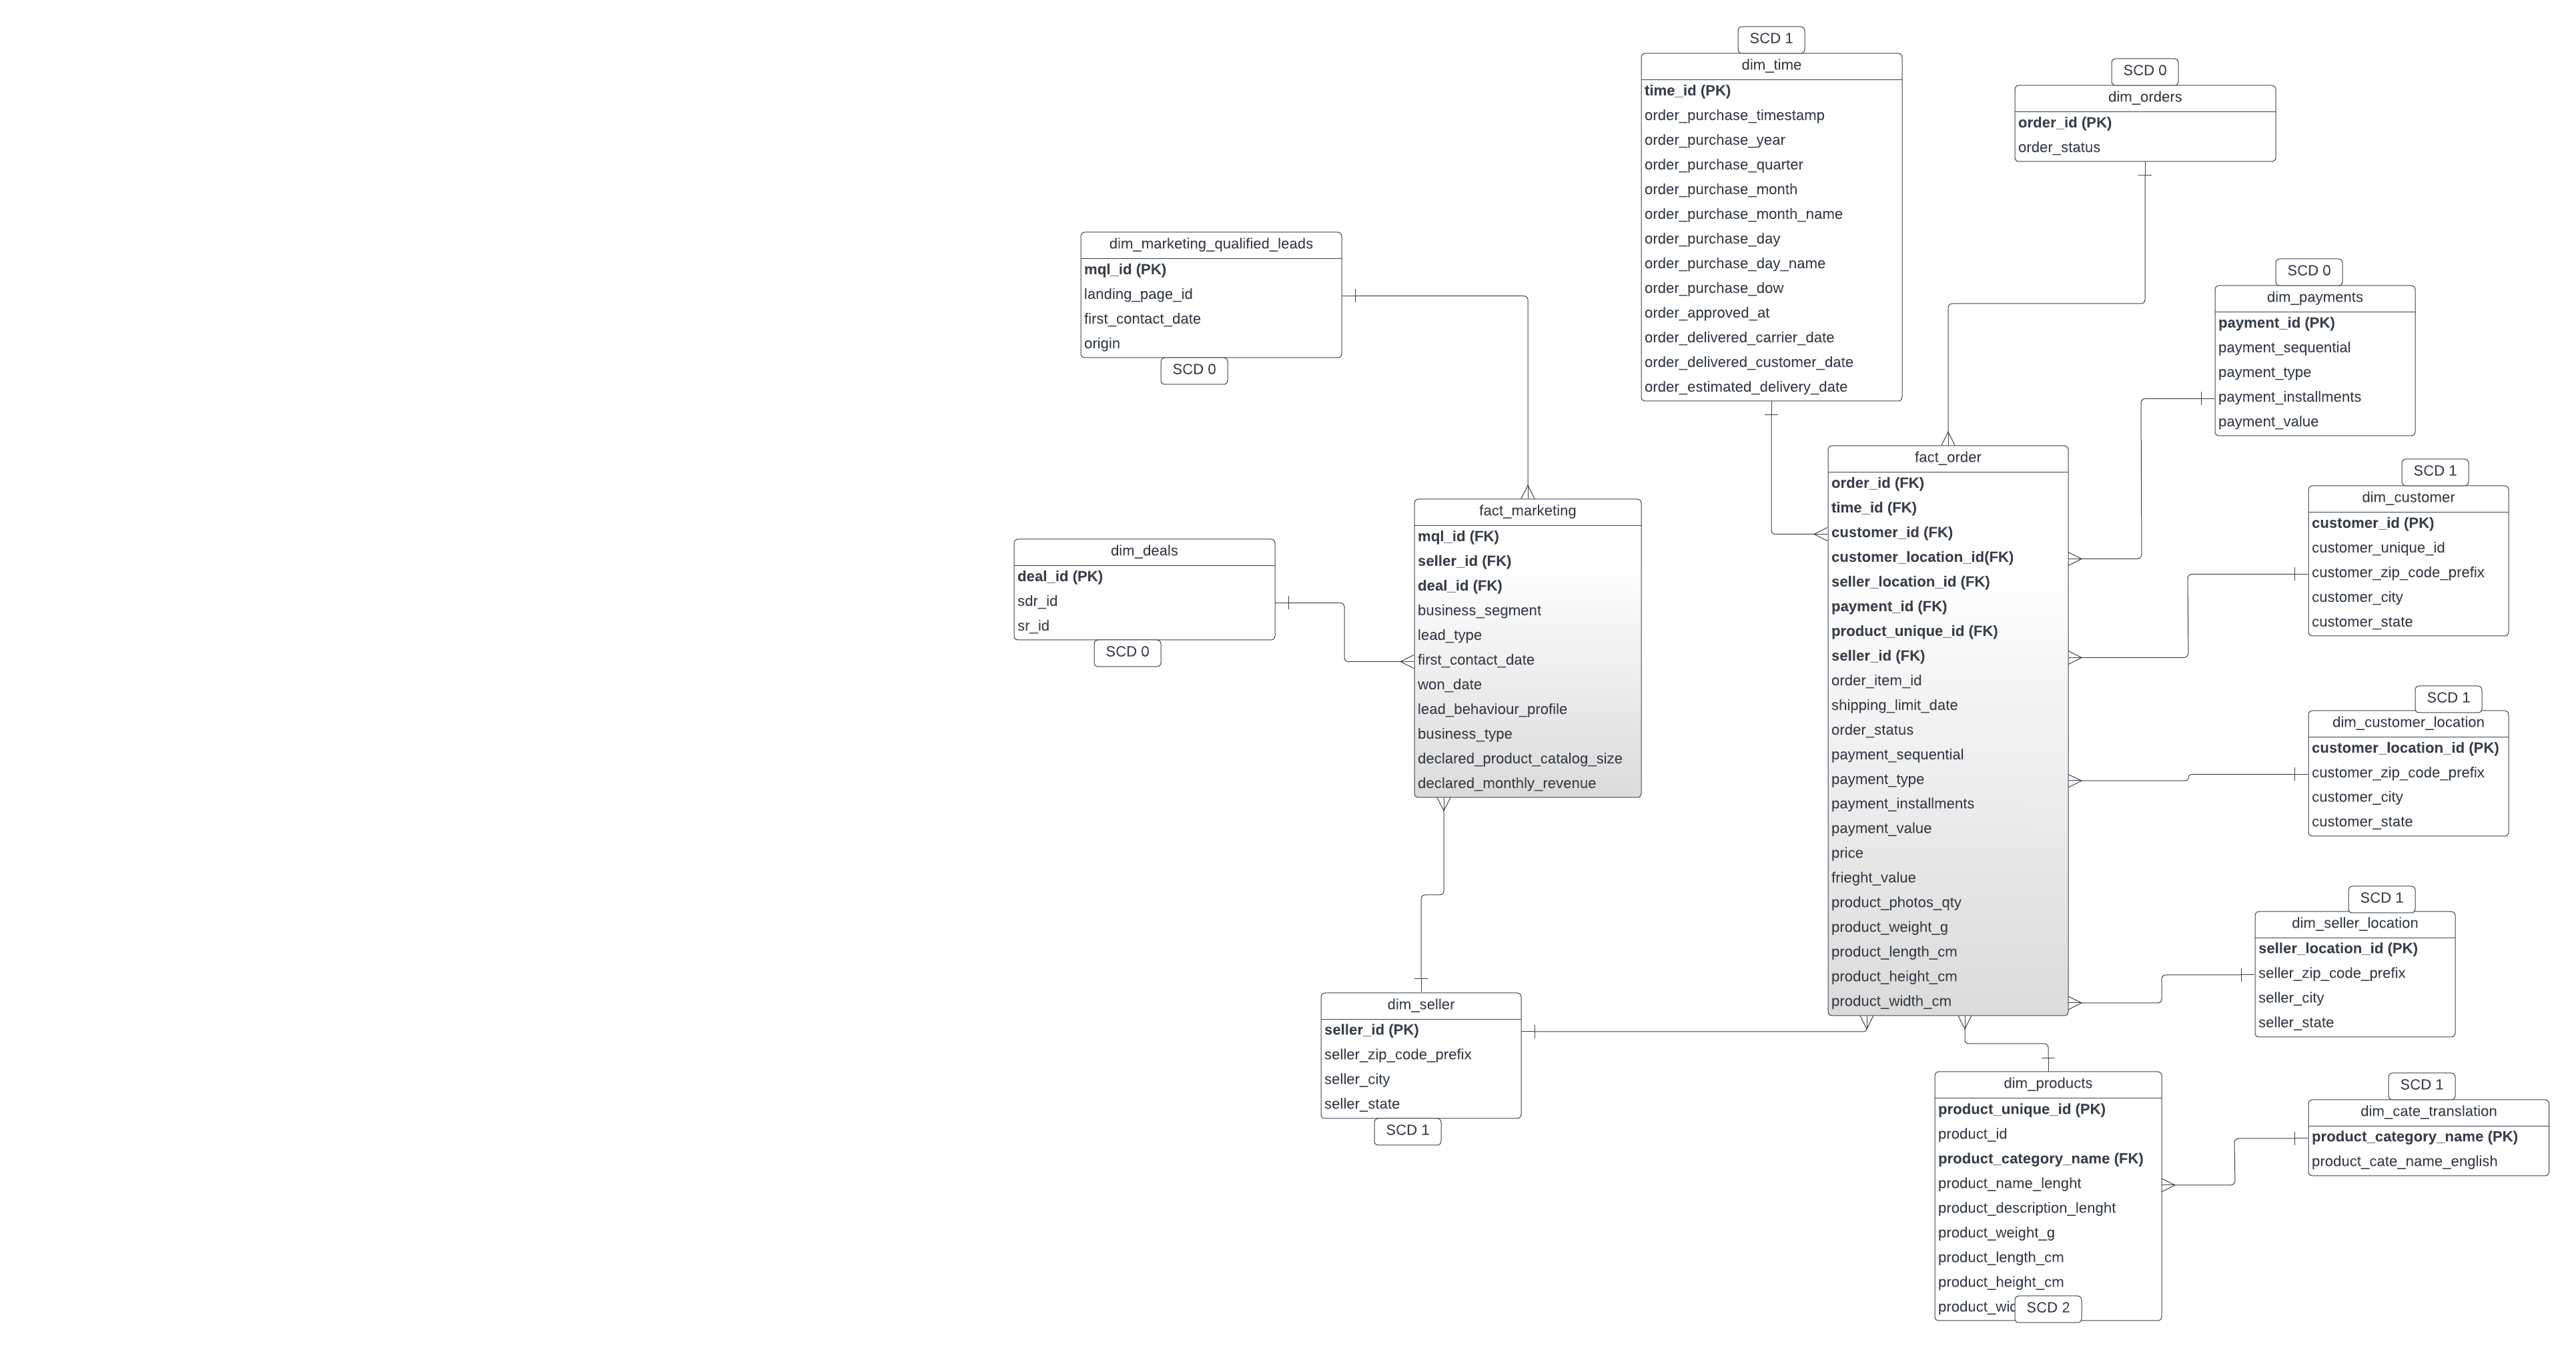 SCD 1
dim_time
time_id (PK)
order_purchase_timestamp
order_purchase_year
order_purchase_quarter
order_purchase_month
order_purchase_month_name
order_purchase_day
order_purchase_day_name
order_purchase_dow
order_approved_at
order_delivered_carrier_date
order_delivered_customer_date
order_estimated_delivery_date
SCD 0
dim_orders
order_id (PK)
order_status
dim_marketing_qualified_leads
mql_id (PK)
landing_page_id
first_contact_date
origin
SCD 0
SCD 0
dim_payments
payment_id (PK)
payment_sequential
payment_type
payment_installments
payment_value
fact_order
order_id (FK)
time_id (FK)
customer_id (FK)
customer_location_id(FK)
seller_location_id (FK)
payment_id (FK)
product_unique_id (FK)
seller_id (FK)
order_item_id
shipping_limit_date
order_status
payment_sequential
payment_type
payment_installments
payment_value
price
frieght_value
product_photos_qty
product_weight_g
product_length_cm
product_height_cm
product_width_cm
SCD 1
dim_customer
customer_id (PK)
customer_unique_id
customer_zip_code_prefix
customer_city
customer_state
fact_marketing
mql_id (FK)
seller_id (FK)
deal_id (FK)
business_segment
lead_type
first_contact_date
won_date
lead_behaviour_profile
business_type
declared_product_catalog_size
declared_monthly_revenue
dim_deals
deal_id (PK)
sdr_id
sr_id
SCD 0
SCD 1
dim_customer_location
customer_location_id (PK)
customer_zip_code_prefix
customer_city
customer_state
SCD 1
dim_seller_location
seller_location_id (PK)
seller_zip_code_prefix
seller_city
seller_state
dim_seller
seller_id (PK)
seller_zip_code_prefix
seller_city
seller_state
SCD 1
dim_products
product_unique_id (PK)
product_id
product_category_name (FK)
product_name_lenght
product_description_lenght
product_weight_g
product_length_cm
product_height_cm
SCD 2
SCD 1
dim_cate_translation
product_category_name (PK)
product_cate_name_english